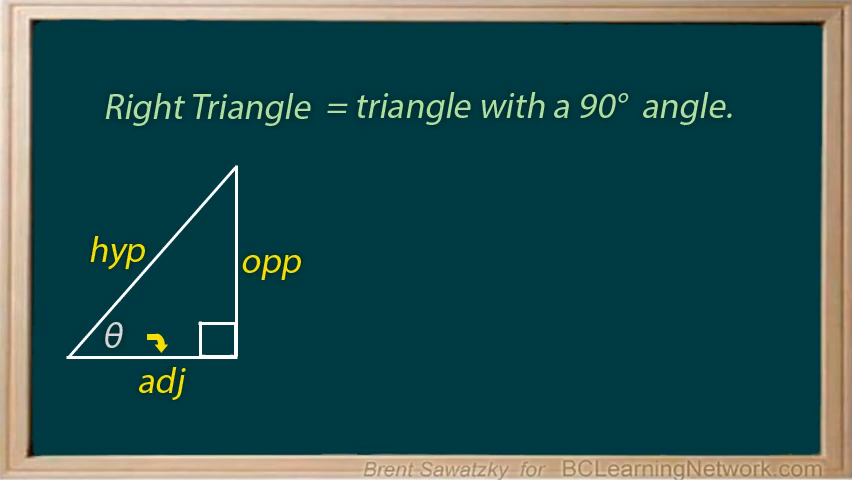 Right Triangle = triangle with a 90° angle.
hyp
opp
θ
adj
Brent Sawatzky for BCLearningNetwork.com